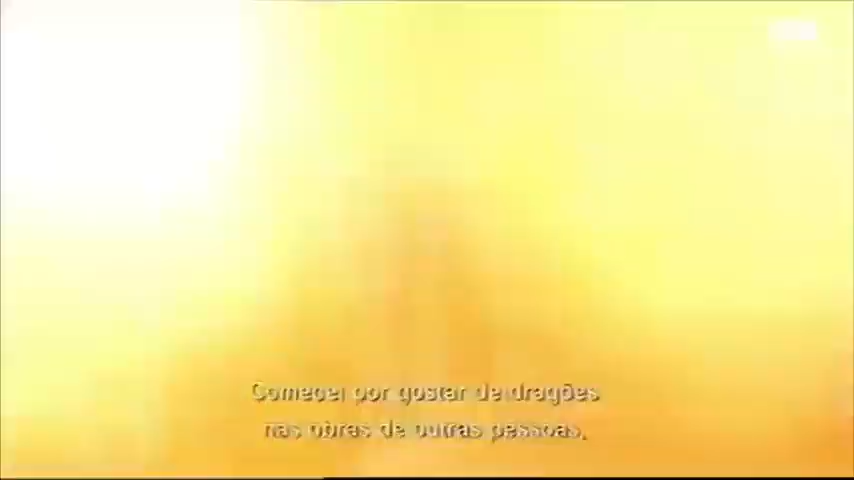 Comecei por gostar de dragões
nas obras de outras pessoas,